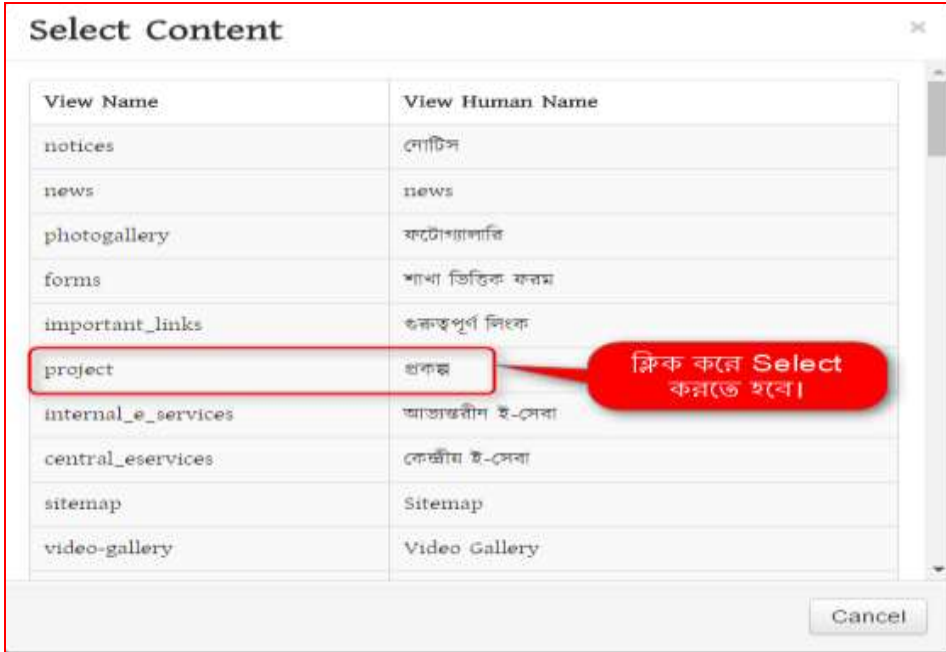 Select Content ×
View Name View Human Name
notices নোটিস
news news
photogallery ফটোগ্যালারি
forms শাখা ভিত্তিক ফরম
important_links গুরুত্বপূর্ণ লিংক
project প্রকল্প
ক্লিক করে Select
করতে হবে।
internal_e_services আভ্যন্তরীন ই-সেবা
central_eservices কেন্দ্রীয় ই-সেবা
sitemap Sitemap
video-gallery Video Gallery
Cancel